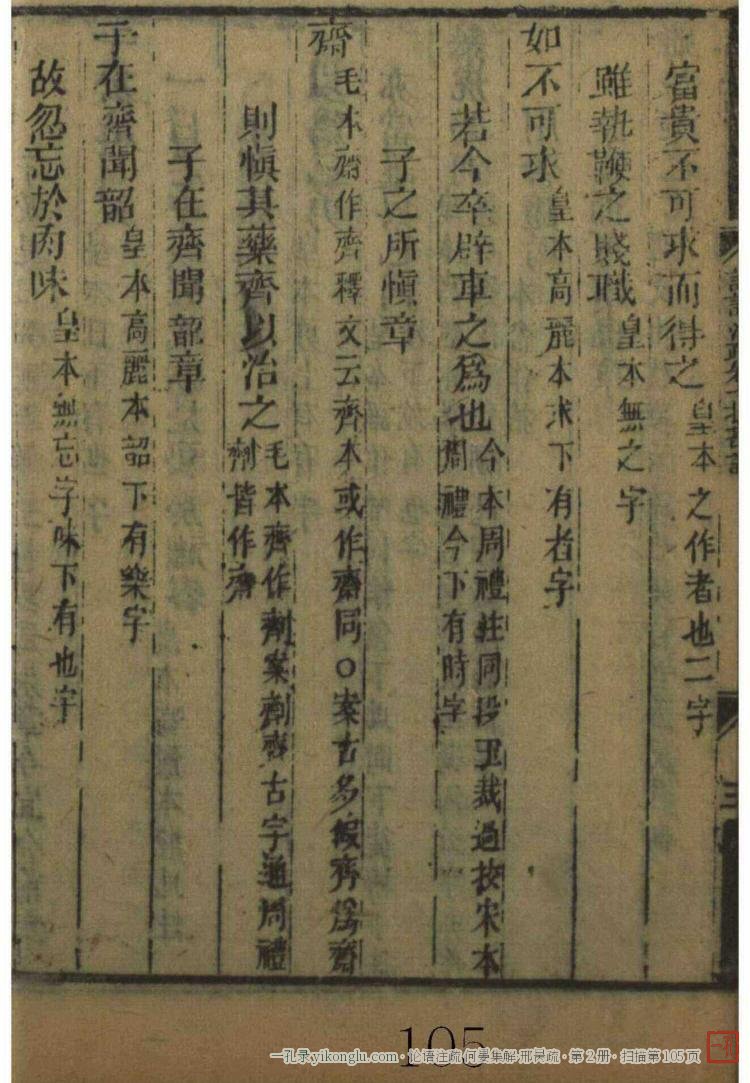 富貴不可求而得之皇本之作者也二字
雖執鞭之賤職皇本無之字
如不可求皇本高麗本求下有者字
若今卒辟車之為也今本周禮註同段玉裁過按宋本
周禮今下有時字
子之所慎章
齋毛本齋作齊釋文云齊本或作齋同○案古多假齊為齋
則慎其藥齊以治之毛本齊作劑案劑齊古字通周禮
劑皆作齊
子在齊聞韶章
子在齊聞韶皇本高麗本韶下有樂字
故忽忘於肉味皇本無忘字味下有也字
三
105
一孔录yikonglu.com·论语注疏 何晏集解 邢昺疏·第2册·扫描第105页